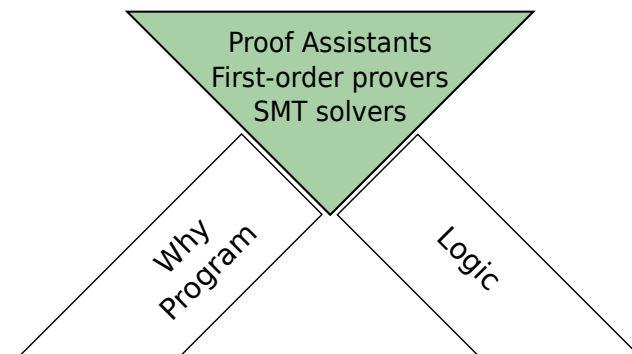 Proof Assistants
First-order provers
SMT solvers
Why
Program
Logic